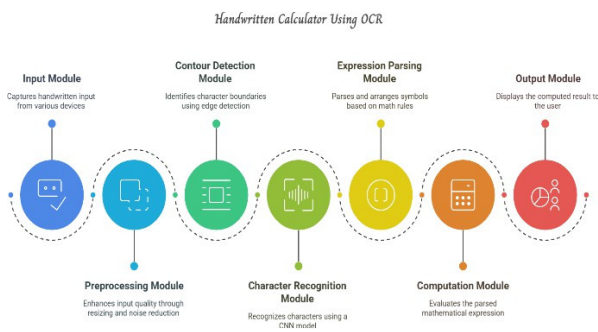 Handwritten Calculator Using OCR
Input Module
Captures handwritten input
from various devices
Contour Detection
Module
Identifies character boundaries
using edge detection
Expression Parsing
Module
Parses and arranges symbols
based on math rules
Output Module
Displays the computed result to
the user
Preprocessing Module
Enhances input quality through
resizing and noise reduction
Character Recognition
Module
Recognizes characters using a
CNN model
Computation Module
Evaluates the parsed
mathematical expression